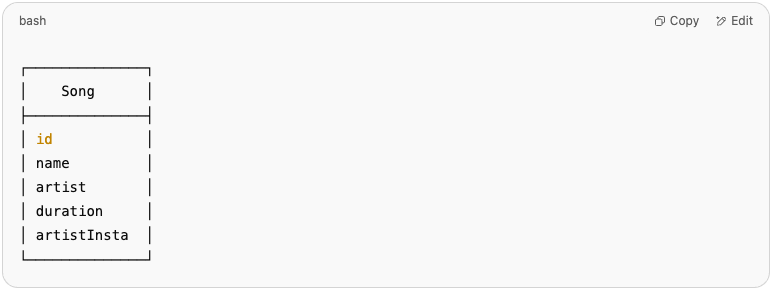 bash Copy Edit
Song
id
name
artist
duration
artistInsta